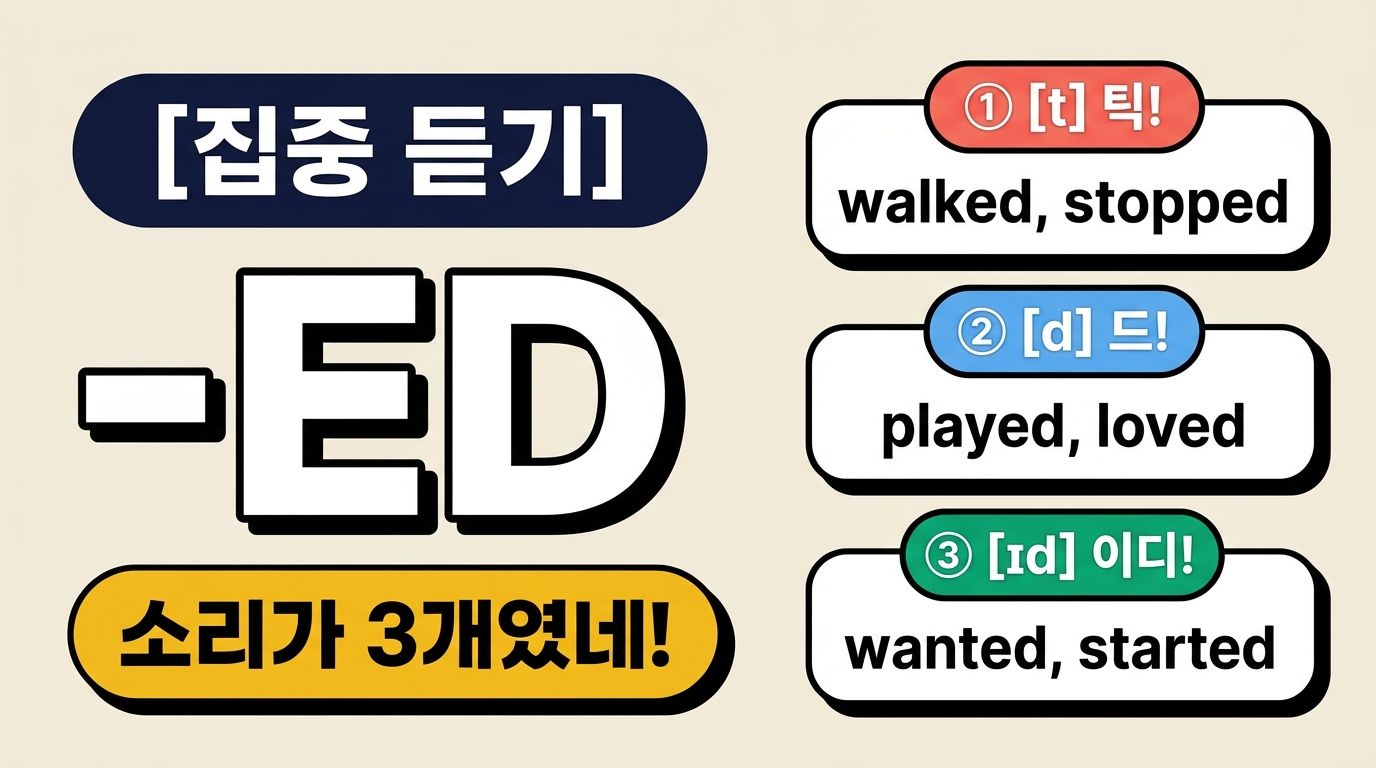 [집중 듣기]
-ED
소리가 3개였네!
① [t] 틱!
walked, stopped
② [d] 드!
played, loved
③ [ɪd] 이디!
wanted, started